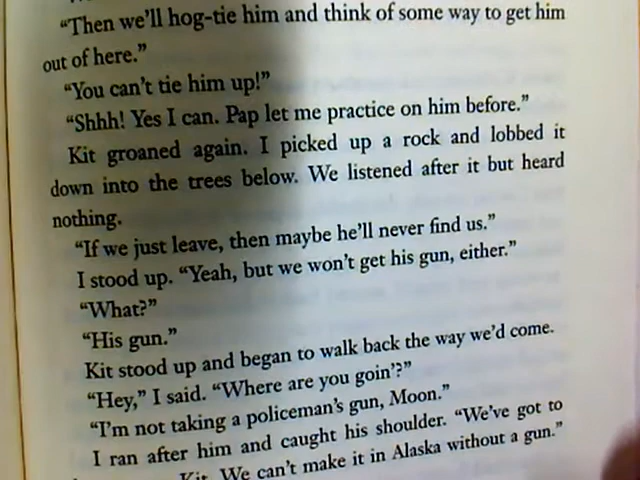 “Then we’ll hog-tie him and think of some way to get him
out of here.”
“You can’t tie him up!”
“Shhh! Yes I can. Pap let me practice on him before.”
Kit groaned again. I picked up a rock and lobbed it
down into the trees below. We listened after it but heard
nothing.
“If we just leave, then maybe he’ll never find us.”
I stood up. “Yeah, but we won’t get his gun, either.”
“What?”
“His gun.”
Kit stood up and began to walk back the way we’d come.
“Hey,” I said. “Where are you goin’?”
“I’m not taking a policeman’s gun, Moon.”
I ran after him and caught his shoulder. “We’ve got to
Kit. We can’t make it in Alaska without a gun.”